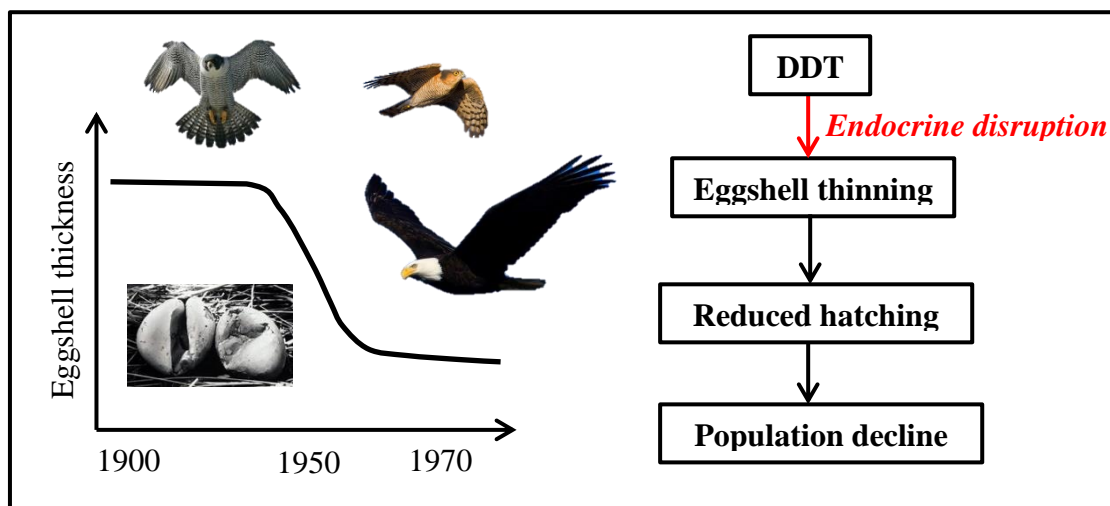 Eggshell thickness
1900
1950
1970
DDT
Endocrine disruption
Eggshell thinning
Reduced hatching
Population decline